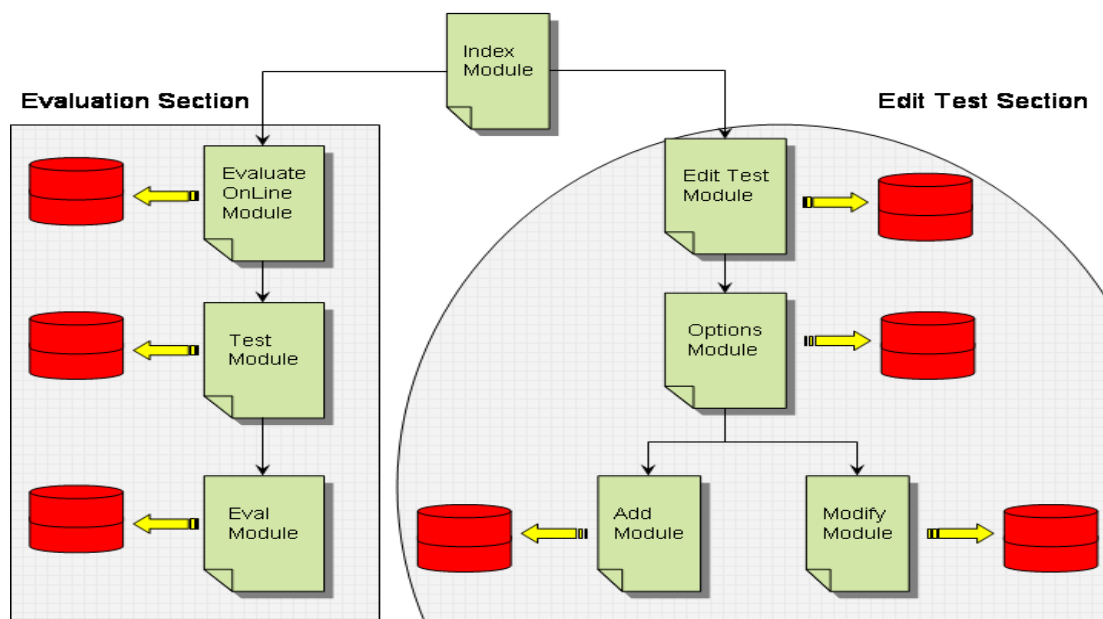 Index
Module
Evaluation Section
Edit Test Section
Evaluate
OnLine
Module
Edit Test
Module
Test
Module
Options
Module
Eval
Module
Add
Module
Modify
Module